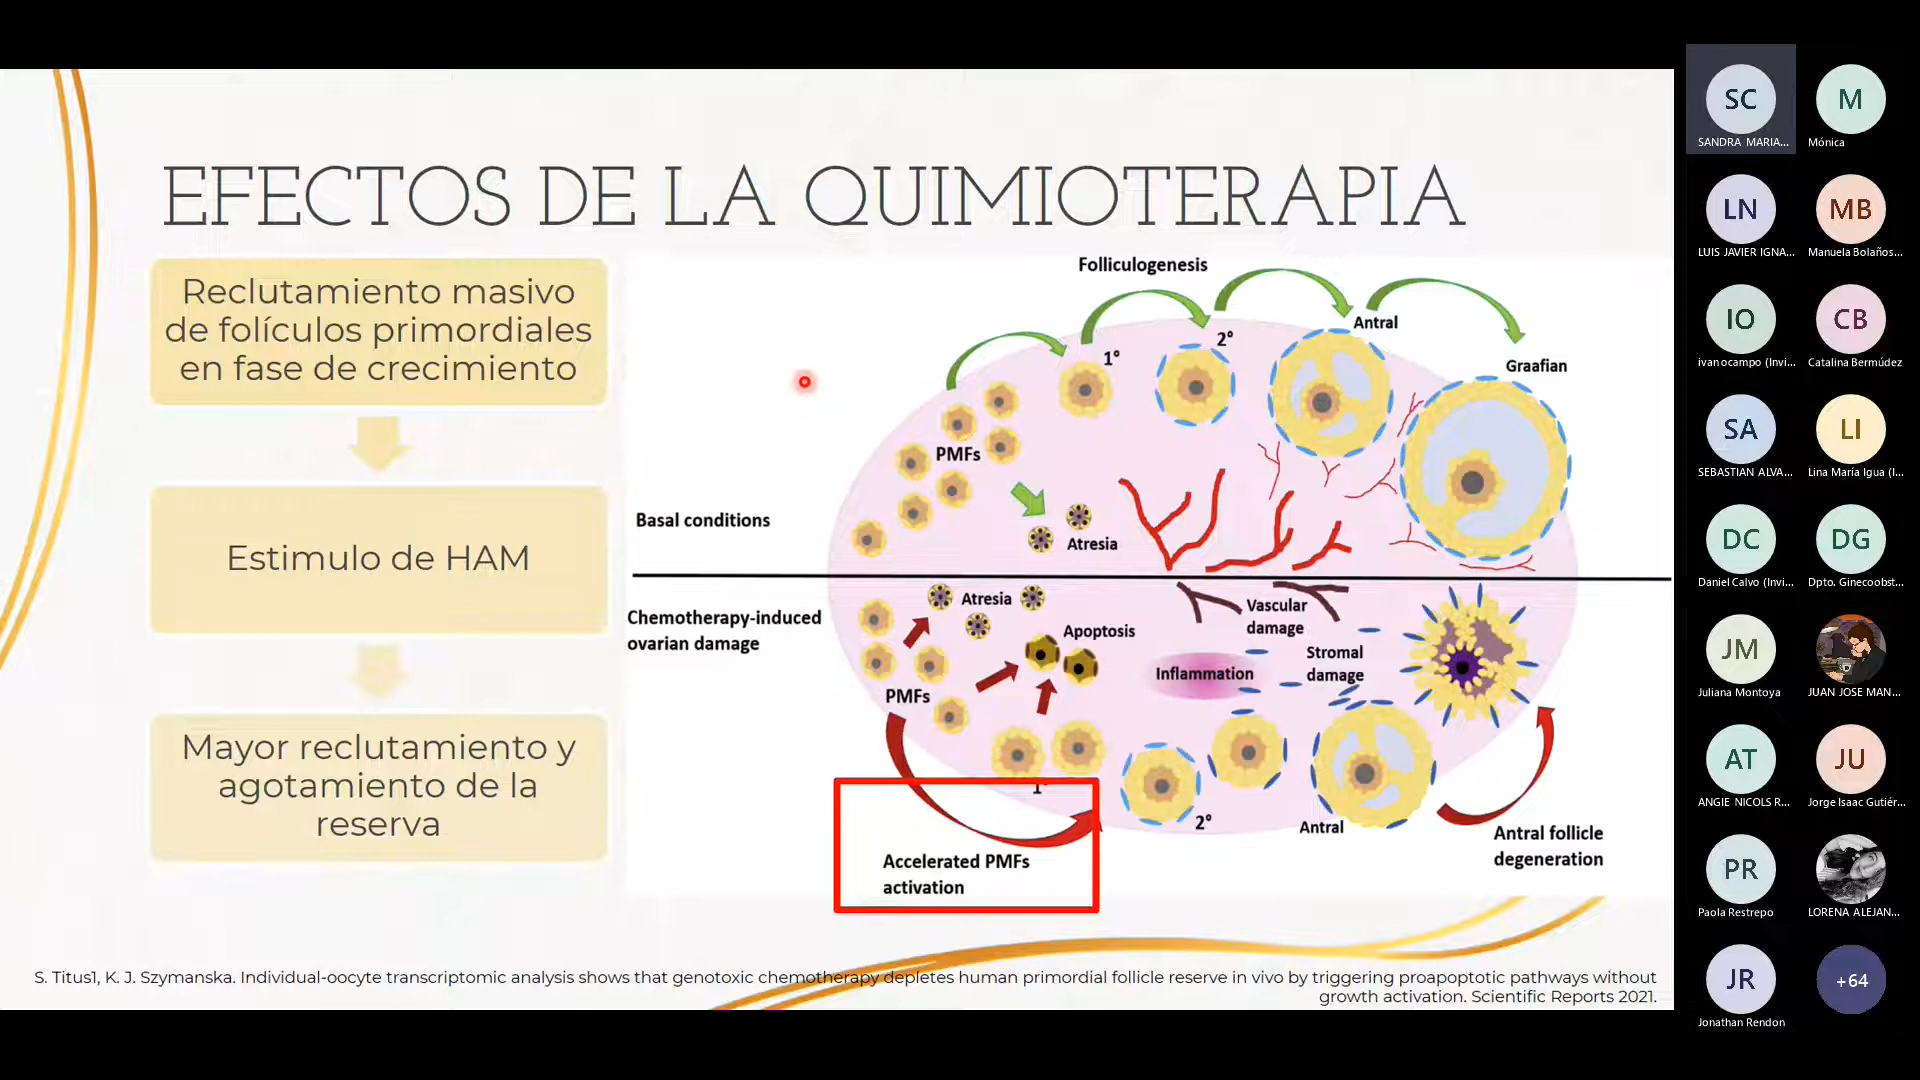 EFECTOS DE LA QUIMIOTERAPIA
Reclutamiento masivo
de folículos primordiales
en fase de crecimiento
Estimulo de HAM
Mayor reclutamiento y
agotamiento de la
reserva
Folliculogenesis
1°
2°
Antral
Graafian
PMFs
Atresia
Basal conditions
Chemotherapy-induced
ovarian damage
Atresia
Apoptosis
Vascular
damage
Inflammation
Stromal
damage
PMFs
1°
2°
Antral
Antral follicle
degeneration
Accelerated PMFs
activation
S. Titus1, K. J. Szymanska. Individual-oocyte transcriptomic analysis shows that genotoxic chemotherapy depletes human primordial follicle reserve in vivo by triggering proapoptotic pathways without
growth activation. Scientific Reports 2021.
SC
SANDRA MARIA...
M
Mónica
LN
LUIS JAVIER IGNA...
MB
Manuela Bolaños...
IO
ivan ocampo (Invi...
CB
Catalina Bermúdez
SA
SEBASTIAN ALVA...
LI
Lina María Igua (I...
DC
Daniel Calvo (Invi...
DG
Dpto. Ginecoobst...
JM
Juliana Montoya
JUAN JOSE MAN...
AT
ANGIE NICOLS R...
JU
Jorge Isaac Gutiér...
PR
Paola Restrepo
LORENA ALEJAN...
JR
Jonathan Rendon
+64